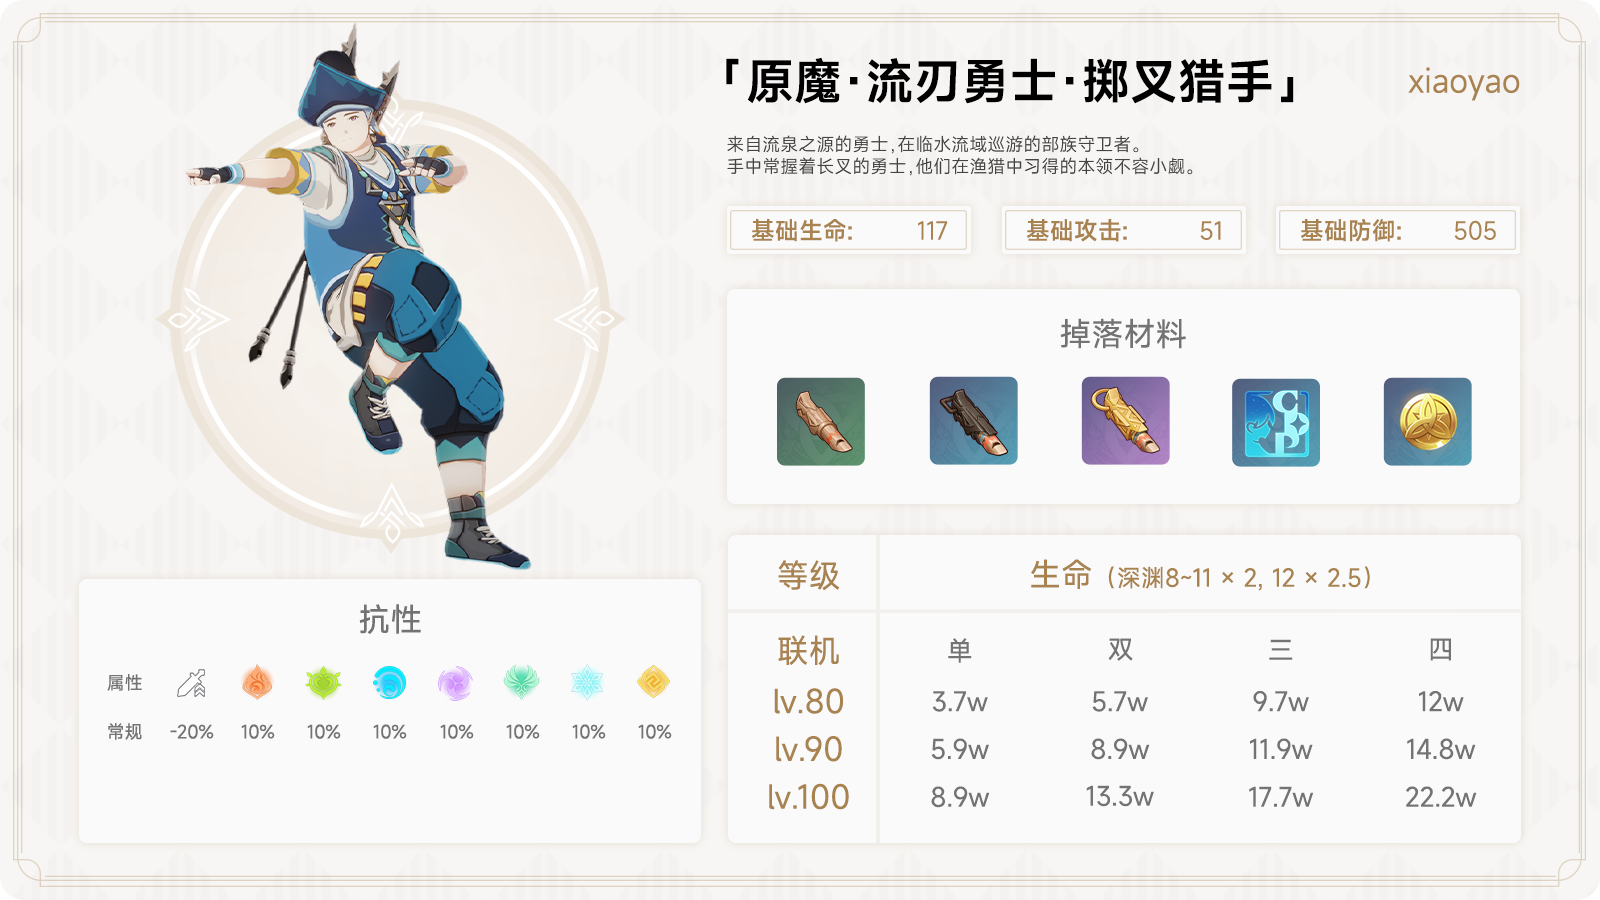 「原魔·流刃勇士·掷叉猎手」
xiaoyao
来自流泉之源的勇士,在临水流域巡游的部族守卫者。
手中常握着长叉的勇士,他们在渔猎中习得的本领不容小觑。
基础生命: 117
基础攻击: 51
基础防御: 505
掉落材料
抗性
属性
常规 -20% 10% 10% 10% 10% 10% 10% 10%
等级 生命 (深渊8~11 × 2, 12 × 2.5)
联机 单 双 三 四
lv.80 3.7w 5.7w 9.7w 12w
lv.90 5.9w 8.9w 11.9w 14.8w
lv.100 8.9w 13.3w 17.7w 22.2w